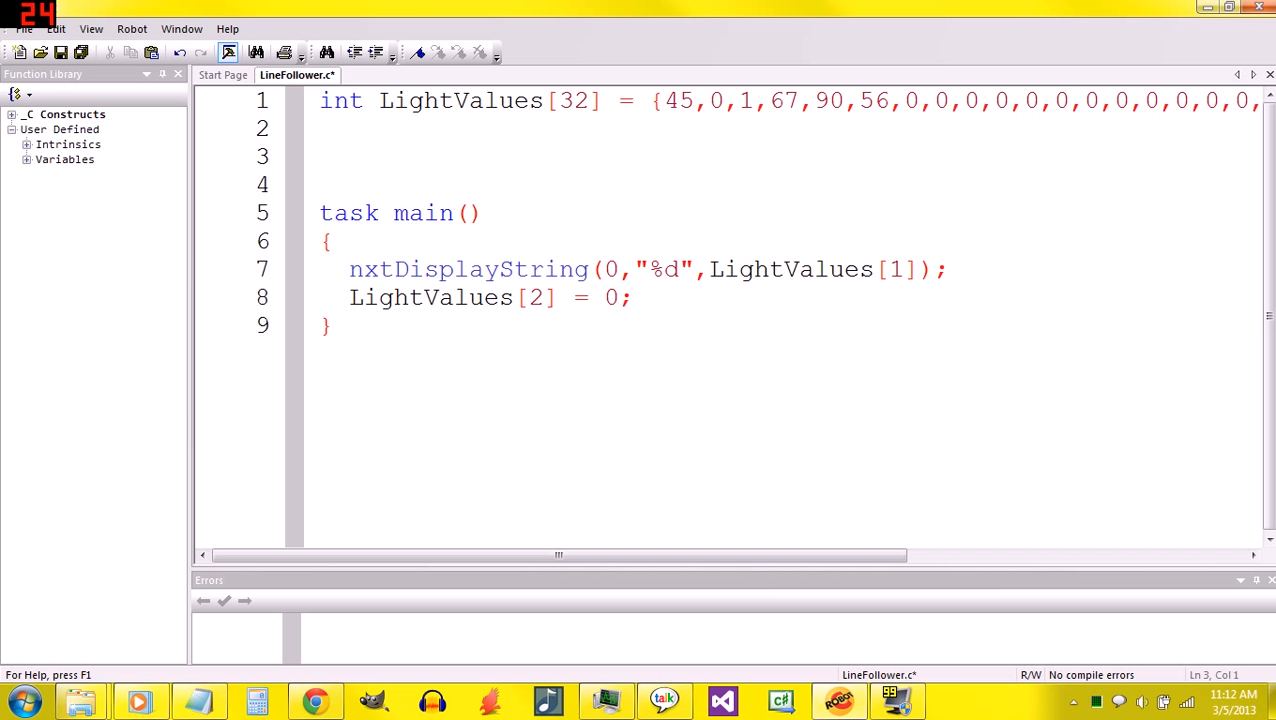 24
File Edit View Robot Window Help
Function Library
Start Page LineFollower.c*
_C Constructs
User Defined
Intrinsics
Variables
1 int LightValues[32] = {45,0,1,67,90,56,0,0,0,0,0,0,0,0,0,0,0,0,
2
3
4
5 task main()
6 {
7 nxtDisplayString(0,"%d",LightValues[1]);
8 LightValues[2] = 0;
9 }
Errors
For Help, press F1 LineFollower.c* R/W No compile errors Ln 3, Col 1
talk C# ROBOT 99
11:12 AM
3/5/2013